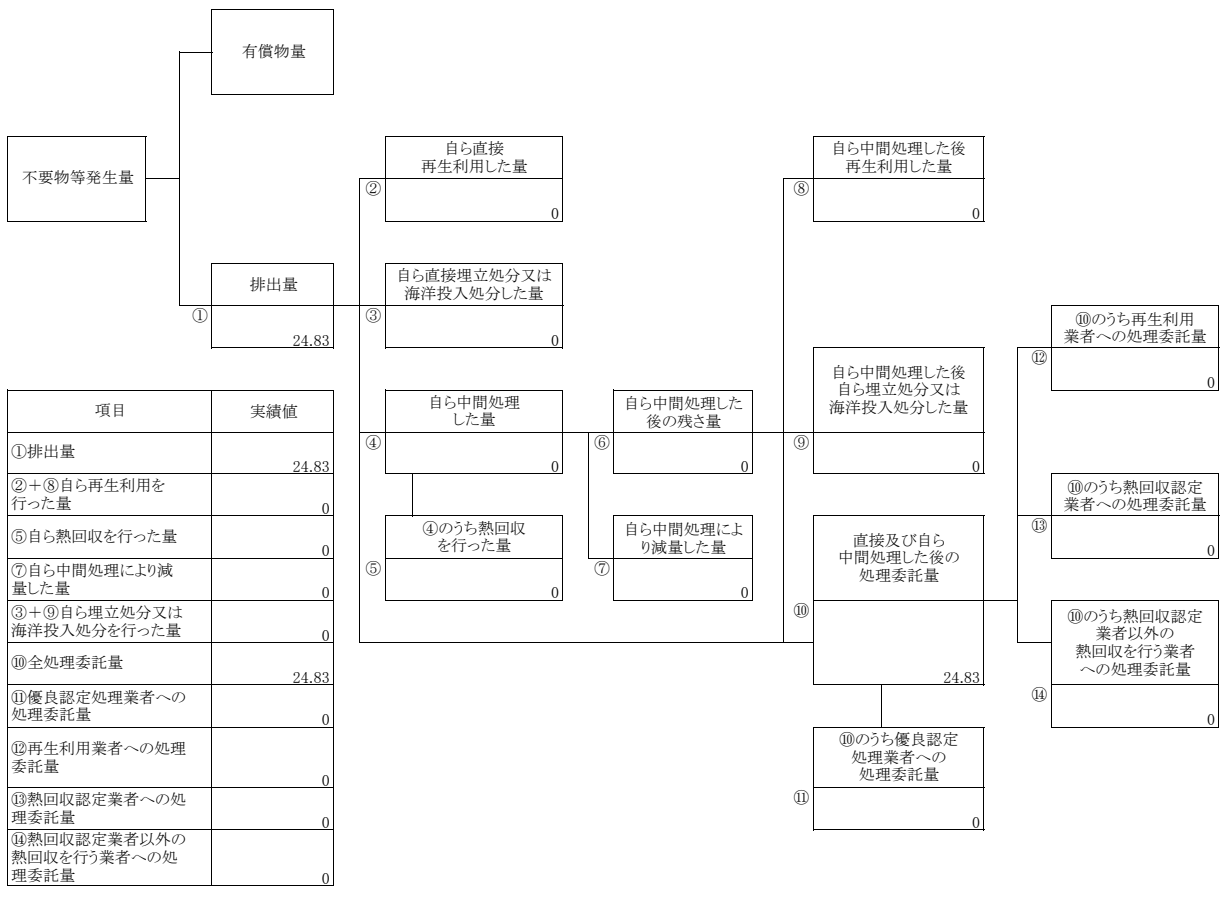 有償物量
不要物等発生量
排出量
①
24.83
自ら直接
再生利用した量
②
0
自ら直接埋立処分又は
海洋投入処分した量
③
0
自ら中間処理
した量
④
0
④のうち熱回収
を行った量
⑤
0
自ら中間処理した
後の残さ量
⑥
0
自ら中間処理によ
り減量した量
⑦
0
自ら中間処理した後
再生利用した量
⑧
0
自ら中間処理した後
自ら埋立処分又は
海洋投入処分した量
⑨
0
直接及び自ら
中間処理した後の
処理委託量
⑩
24.83
⑩のうち優良認定
処理業者への
処理委託量
⑪
0
⑩のうち再生利用
業者への処理委託量
⑫
0
⑩のうち熱回収認定
業者への処理委託量
⑬
0
⑩のうち熱回収認定
業者以外の
熱回収を行う業者
への処理委託量
⑭
0
項目 実績値
①排出量
24.83
②+⑧自ら再生利用を
行った量
0
⑤自ら熱回収を行った量
0
⑦自ら中間処理により減
量した量
0
③+⑨自ら埋立処分又は
海洋投入処分を行った量
0
⑩全処理委託量
24.83
⑪優良認定処理業者への
処理委託量
0
⑫再生利用業者への処理
委託量
0
⑬熱回収認定業者への処
理委託量
0
⑭熱回収認定業者以外の
熱回収を行う業者への処
理委託量
0